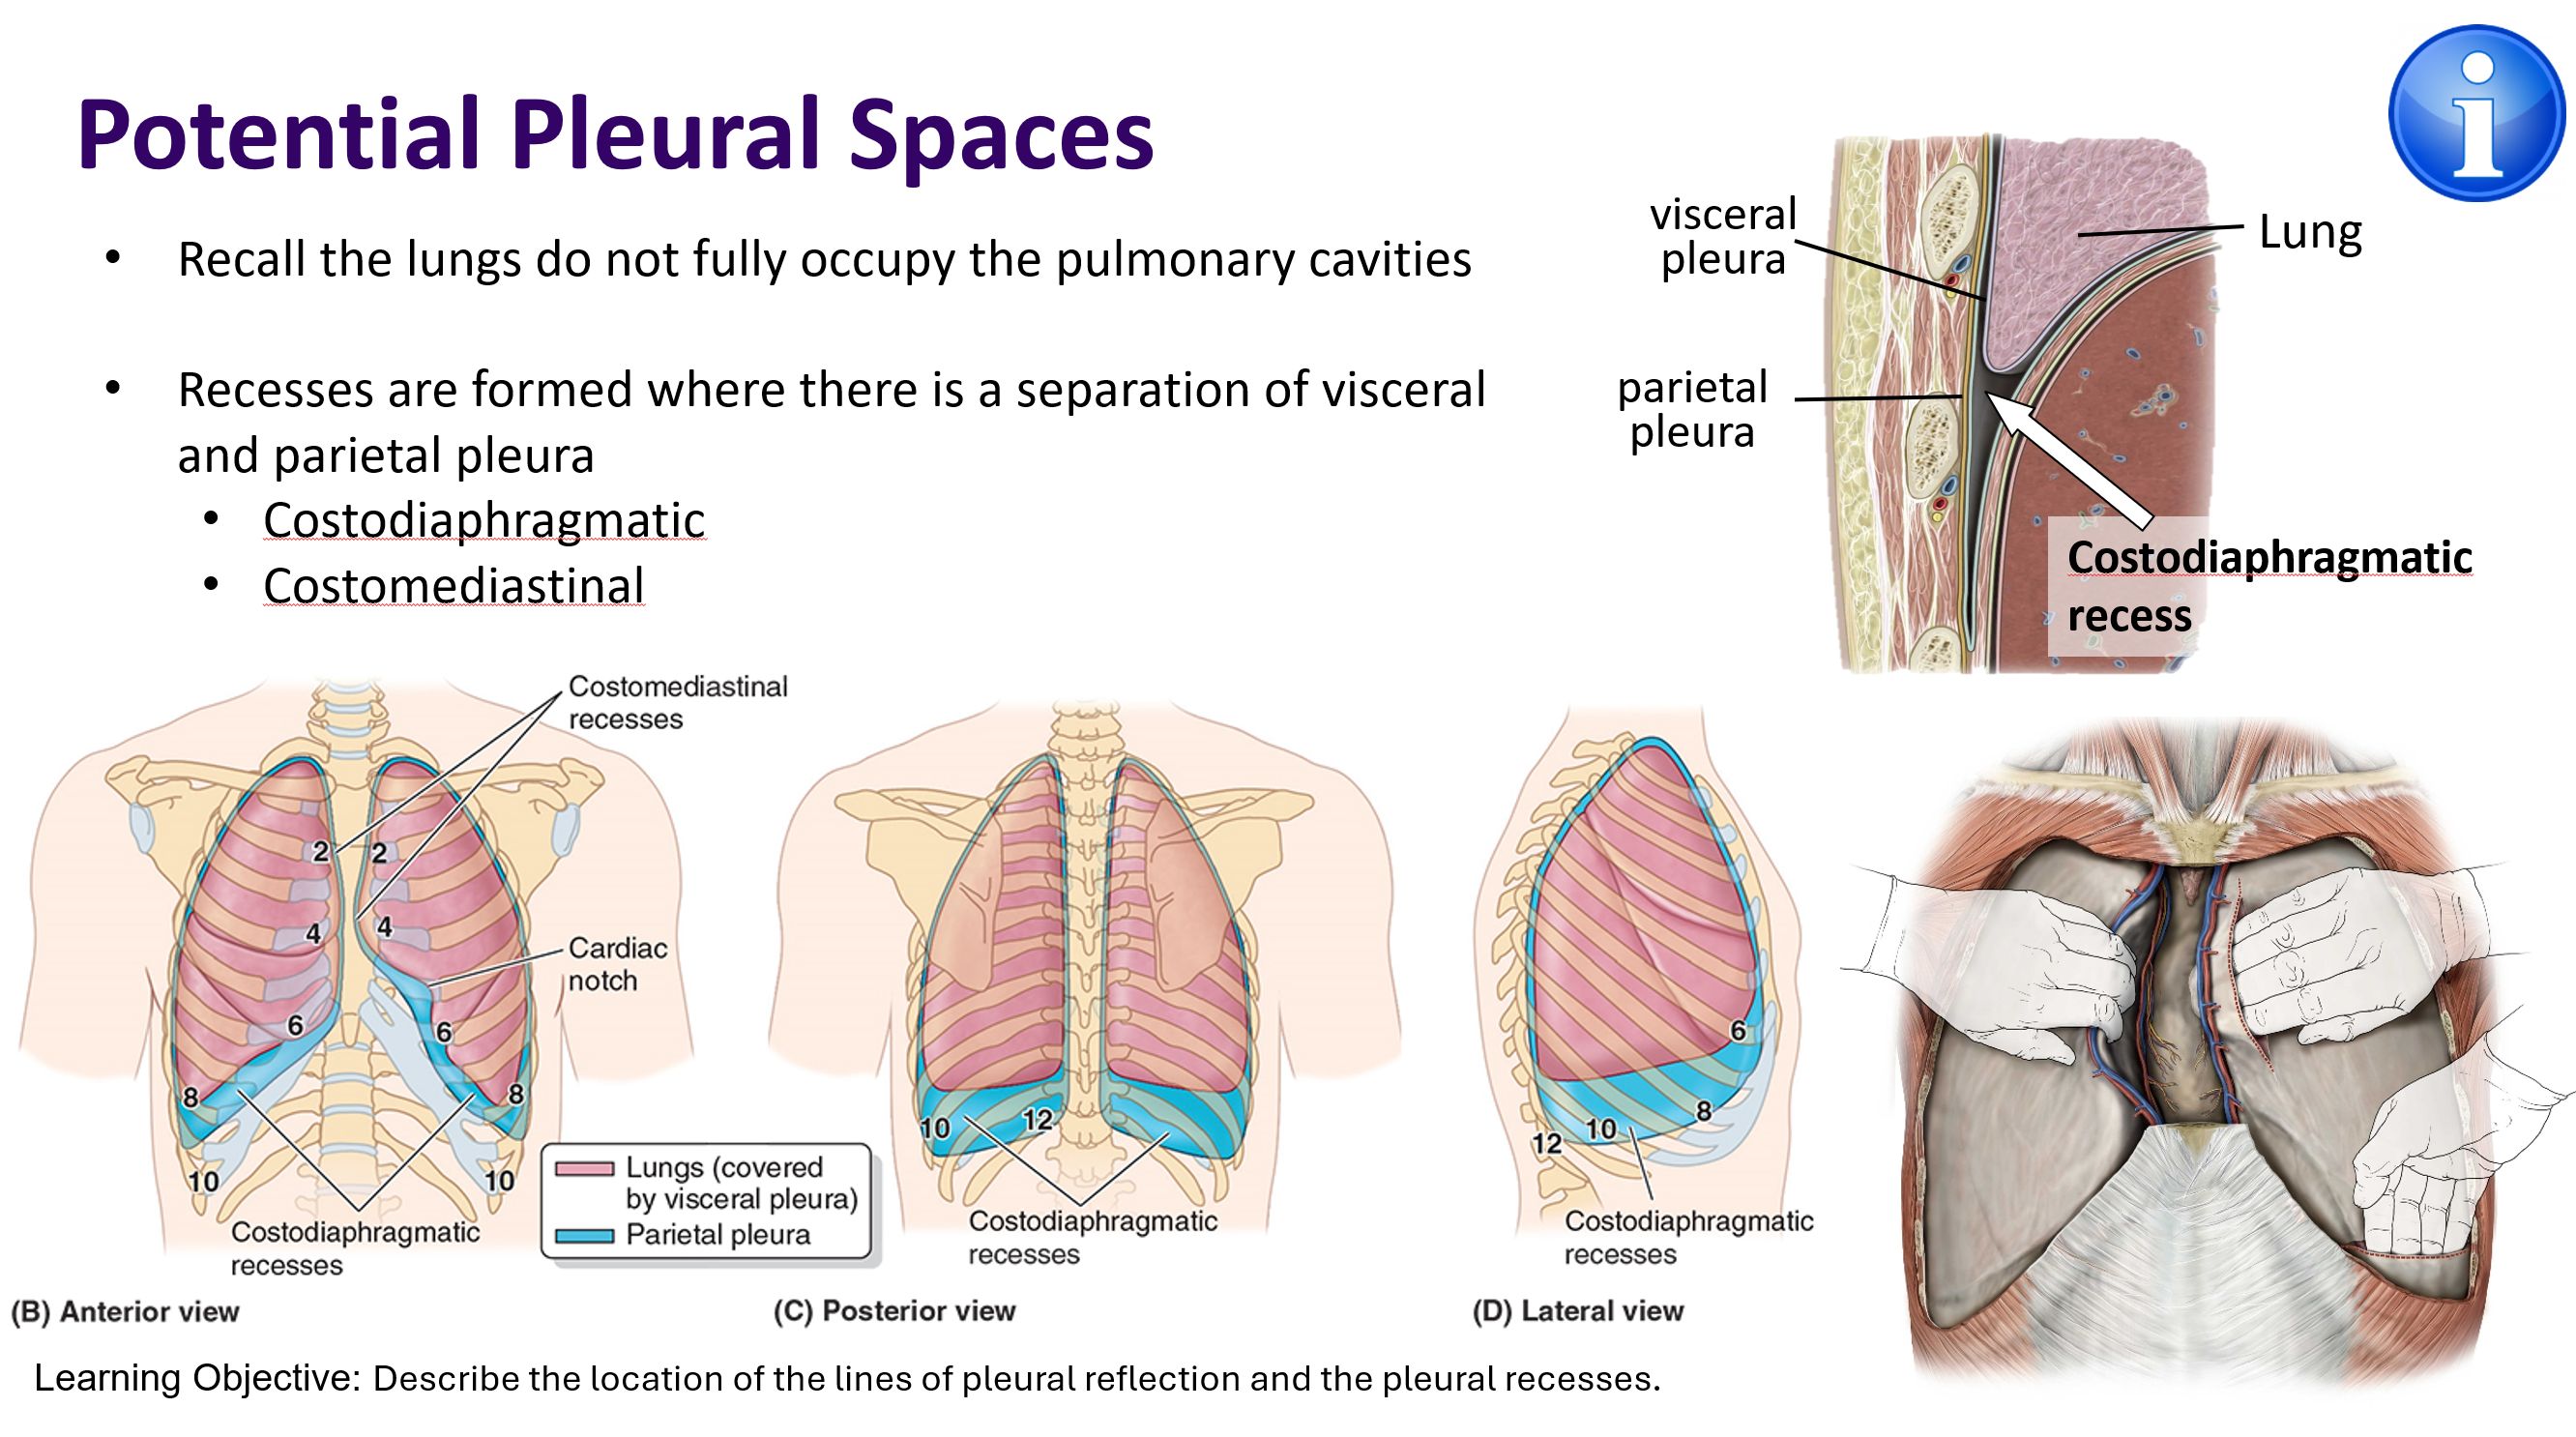 Potential Pleural Spaces
• Recall the lungs do not fully occupy the pulmonary cavities
• Recesses are formed where there is a separation of visceral
and parietal pleura
• Costodiaphragmatic
• Costomediastinal
visceral
pleura
Lung
parietal
pleura
Costodiaphragmatic
recess
Costomediastinal
recesses
2 2
4 4
Cardiac
notch
6 6
8 8
10 10
Costodiaphragmatic
recesses
Lungs (covered
by visceral pleura)
Parietal pleura
(B) Anterior view
10 12
Costodiaphragmatic
recesses
(C) Posterior view
6
8
10
12
Costodiaphragmatic
recesses
(D) Lateral view
Learning Objective: Describe the location of the lines of pleural reflection and the pleural recesses.